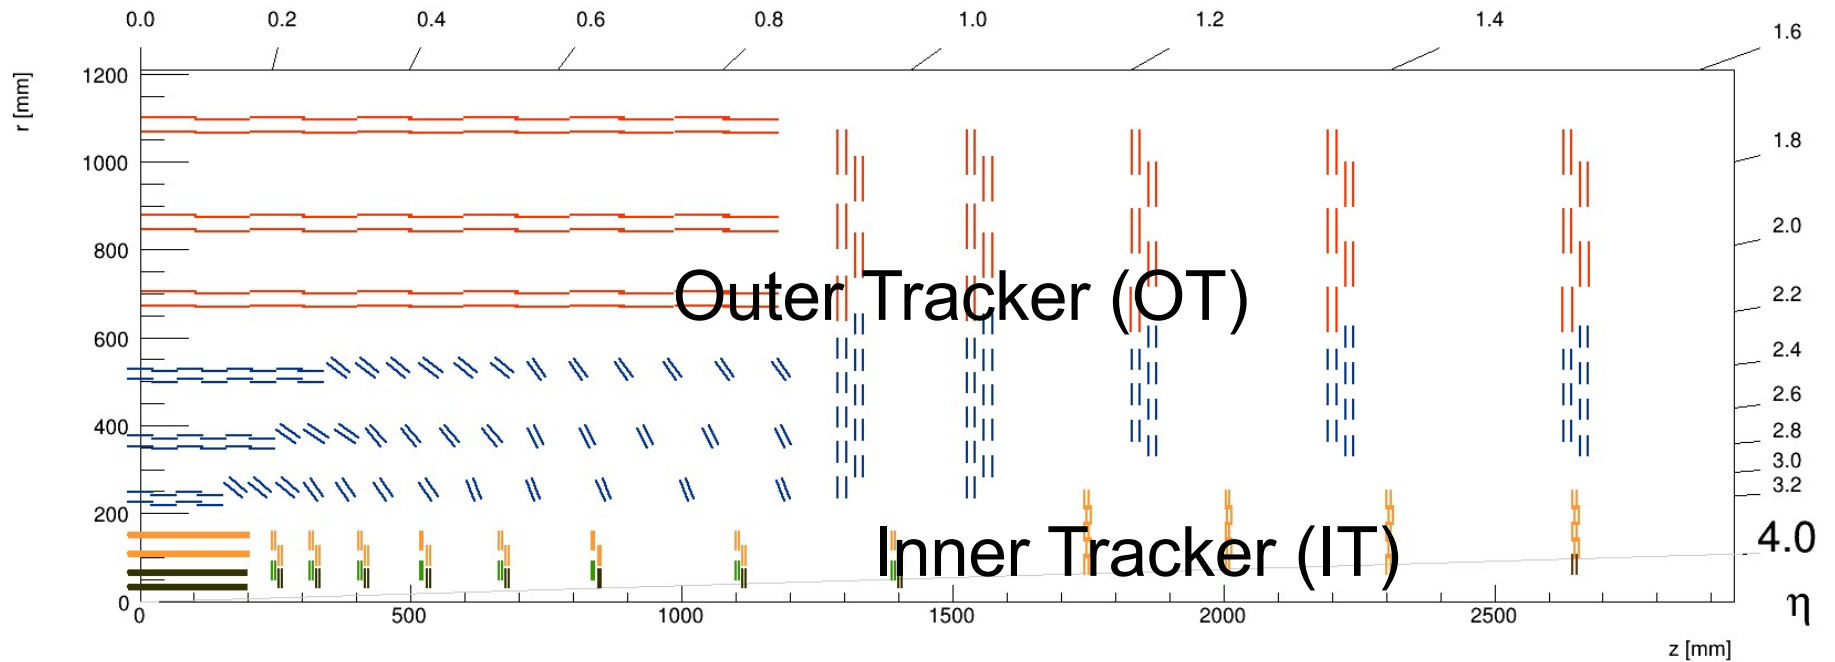 0.0 0.2 0.4 0.6 0.8 1.0 1.2 1.4 1.6
r [mm]
1200
1000
800
600
400
200
0
1.8
2.0
2.2
2.4
2.6
2.8
3.0
3.2
4.0
η
Outer Tracker (OT)
Inner Tracker (IT)
0 500 1000 1500 2000 2500
z [mm]